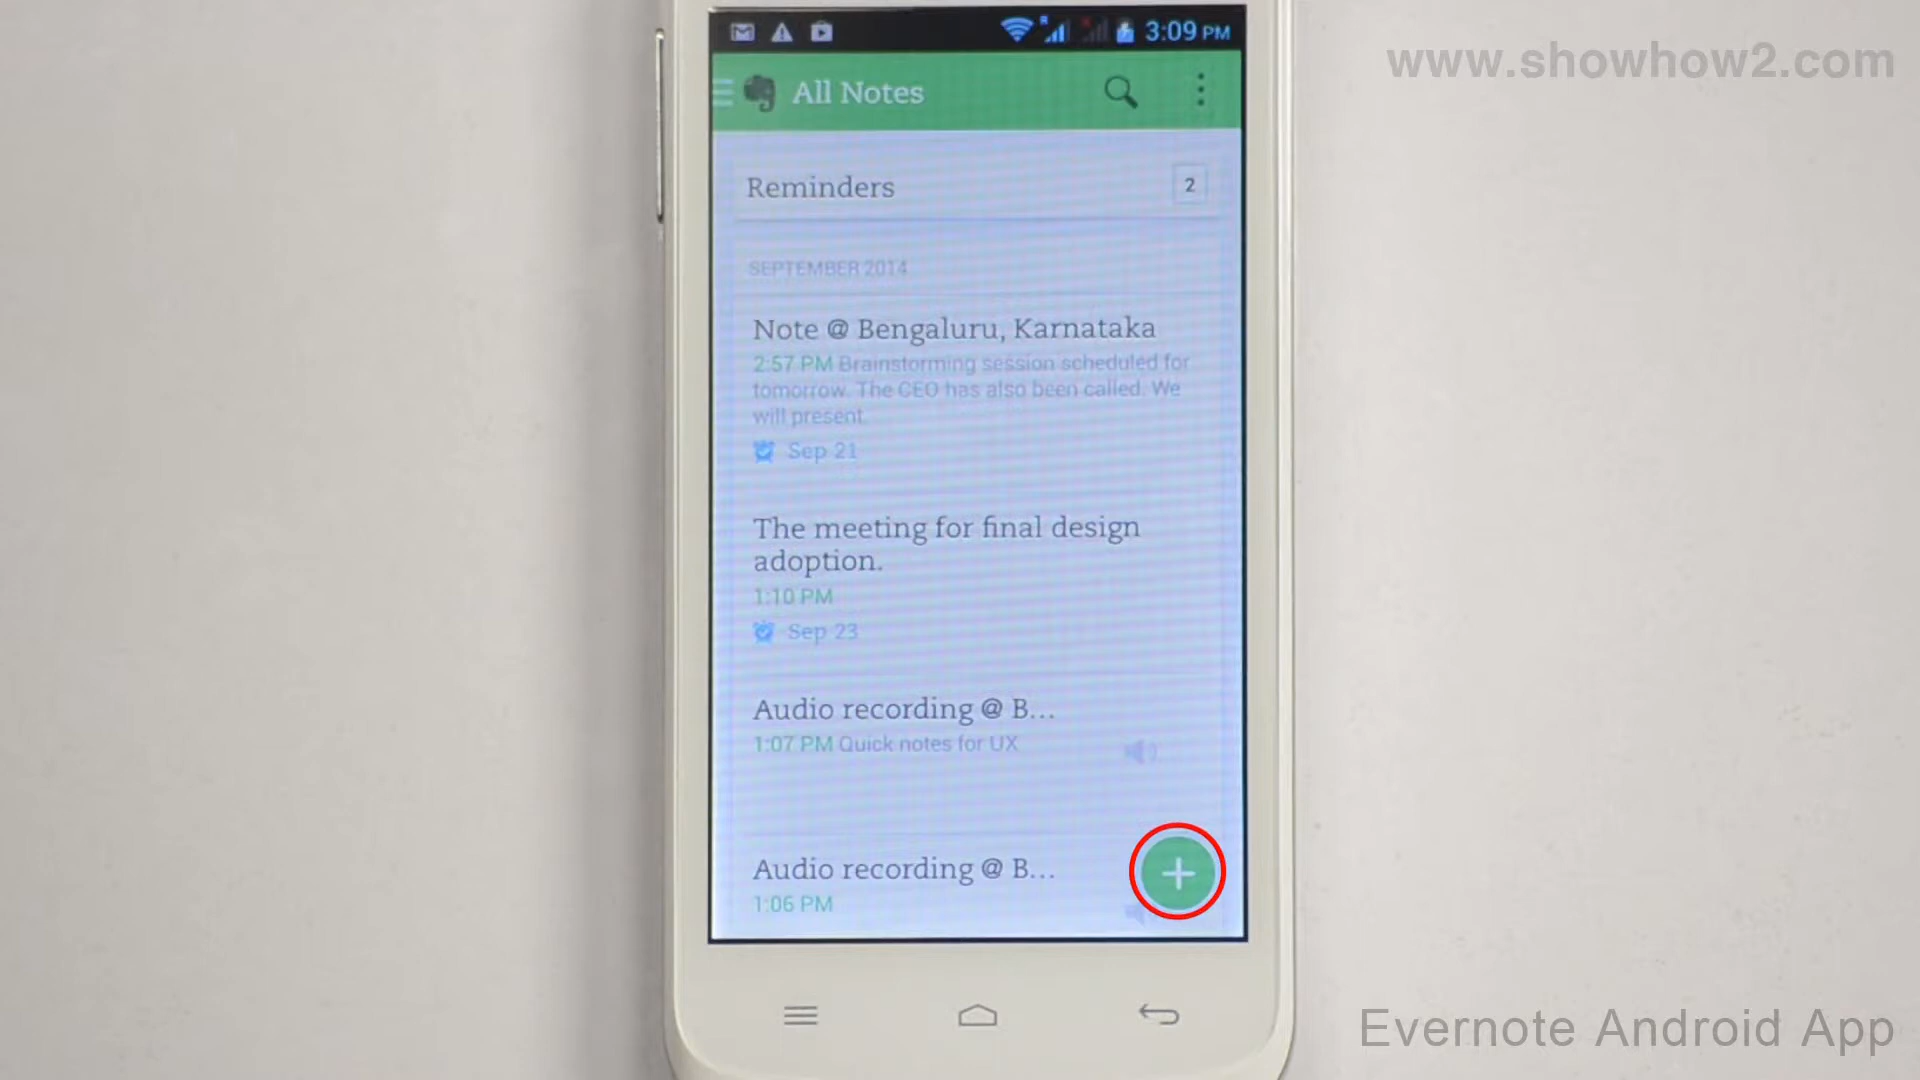 3:09 PM
www.showhow2.com
All Notes
Reminders
2
SEPTEMBER 2014
Note @ Bengaluru, Karnataka
2:57 PM Brainstorming session scheduled for
tomorrow. The CEO has also been called. We
will present.
Sep 21
The meeting for final design
adoption.
1:10 PM
Sep 23
Audio recording @ B...
1:07 PM Quick notes for UX
Audio recording @ B...
1:06 PM
Evernote Android App